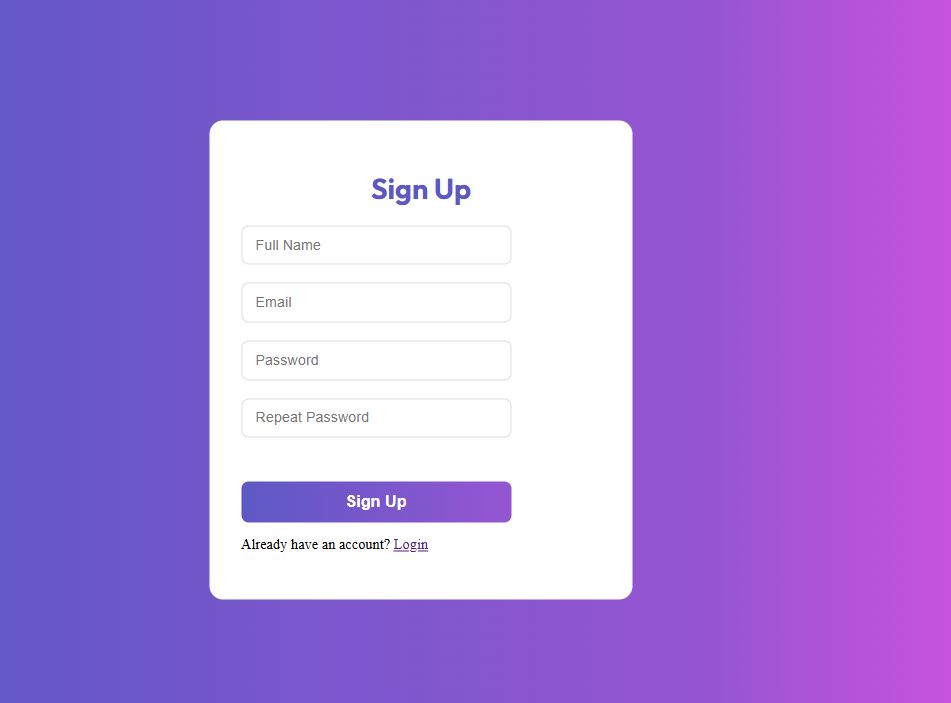 Sign Up
Full Name
Email
Password
Repeat Password
Sign Up
Already have an account? Login